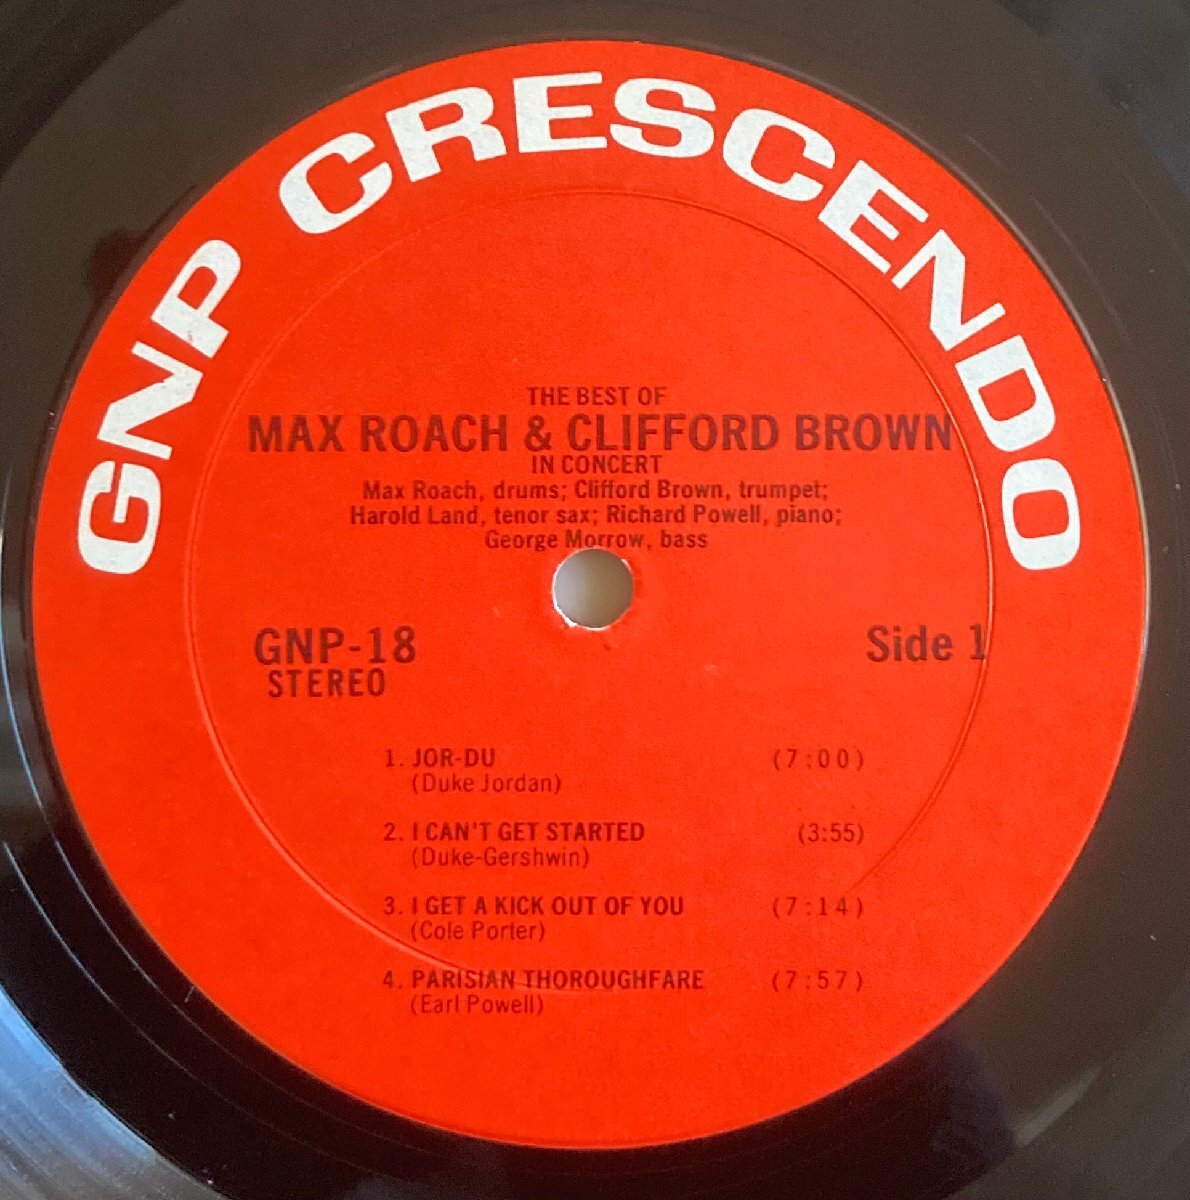 GNP CRESCENDO
THE BEST OF
MAX ROACH & CLIFFORD BROWN
IN CONCERT
Max Roach, drums; Clifford Brown, trumpet;
Harold Land, tenor sax; Richard Powell, piano;
George Morrow, bass
GNP-18 Side 1
STEREO
1. JOR-DU (7:00)
(Duke Jordan)
2. I CAN'T GET STARTED (3:55)
(Duke-Gershwin)
3. I GET A KICK OUT OF YOU (7:14)
(Cole Porter)
4. PARISIAN THOROUGHFARE (7:57)
(Earl Powell)